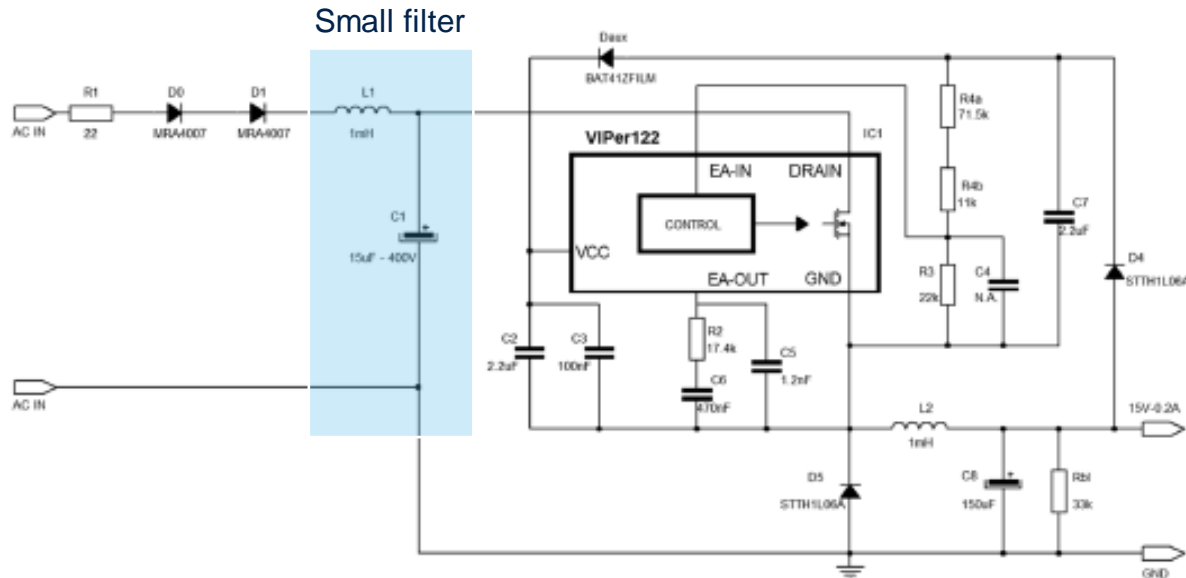 Small filter
Daux
BAT41ZFILM
R1
22
AC IN
D0
MRA4007
D1
MRA4007
L1
1mH
R4a
71.5k
VIPer122
IC1
EA-IN
DRAIN
R4b
11k
C7
2.2uF
CONTROL
C1
+
15uF - 400V
VCC
EA-OUT
GND
R3
22k
C4
N.A.
D4
STTH1L06A
C2
2.2uF
C3
100nF
R2
17.4k
C5
1.2nF
C6
470nF
AC IN
L2
1mH
15V-0.2A
D5
STTH1L06A
C8
+
150uF
Rbl
33k
GND